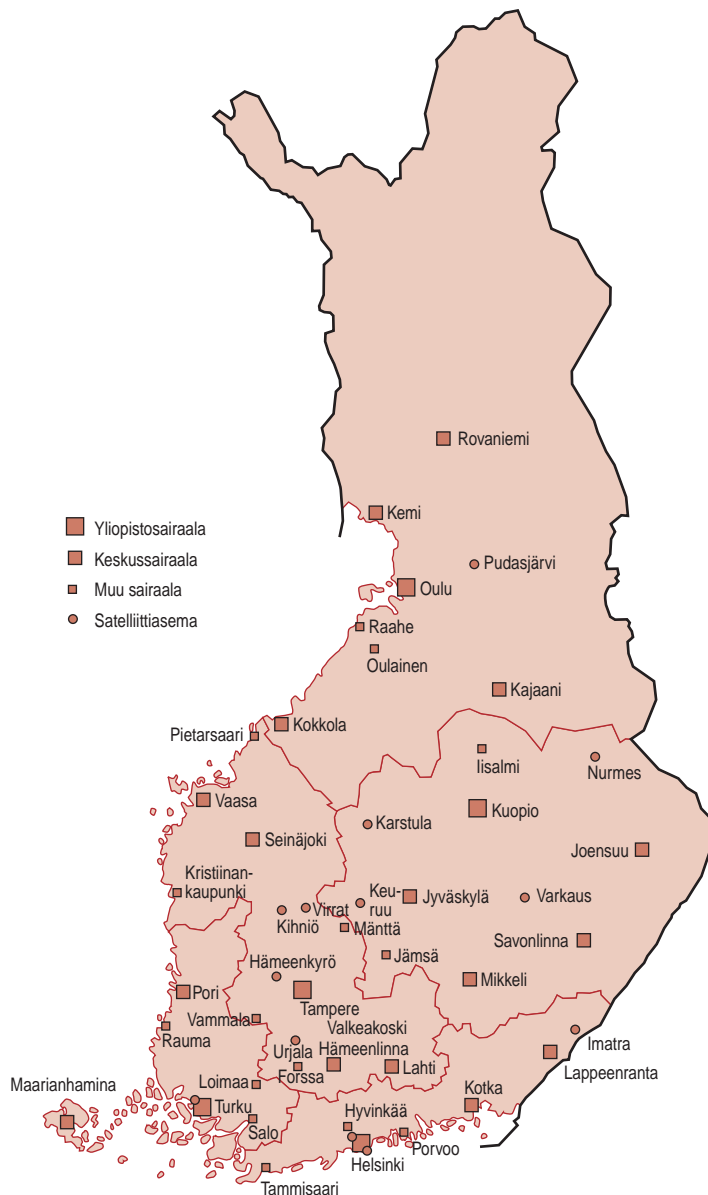 Rovaniemi
Kemi
Yliopistosairaala
Keskussairaala
Muu sairaala
Satelliittiasema
Pudasjärvi
Oulu
Raahe
Oulainen
Kajaani
Kokkola
Pietarsaari
Iisalmi
Nurmes
Vaasa
Kuopio
Karstula
Seinäjoki
Joensuu
Kristiinan-
kaupunki
Keu-
ruu
Jyväskylä
Varkaus
Virrat
Kihniö
Mänttä
Savonlinna
Jämsä
Hämeenkyrö
Mikkeli
Pori
Tampere
Vammala
Rauma
Valkeakoski
Imatra
Urjala
Hämeenlinna
Forssa
Lahti
Lappeenranta
Maarianhamina
Loimaa
Turku
Kotka
Salo
Hyvinkää
Porvoo
Helsinki
Tammisaari